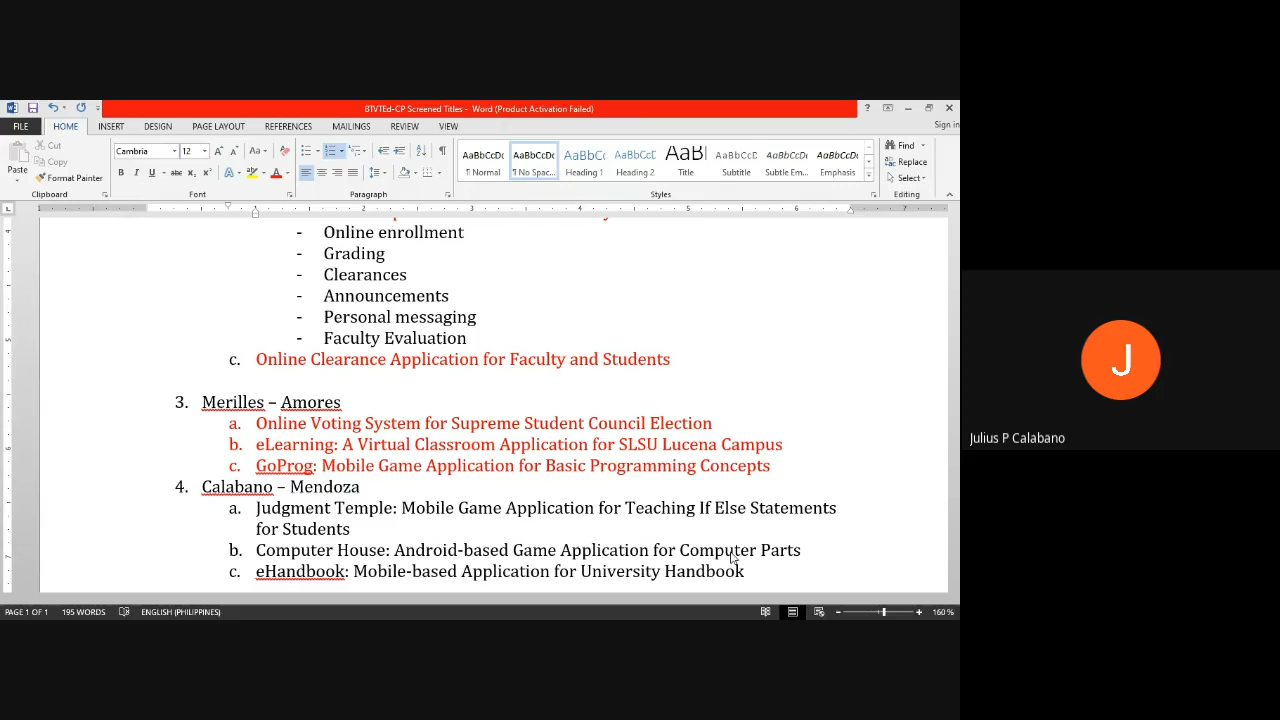 BTVTEd-CP Screened Titles - Word (Product Activation Failed)
Sign in
FILE HOME INSERT DESIGN PAGE LAYOUT REFERENCES MAILINGS REVIEW VIEW
Paste
Cut
Copy
Format Painter
Cambria 12
AaBbCcDc AaBbCcDc AaBbCc AaBbCcC AaBl AaBbCcD AaBbCcDc AaBbCcDc
¶ Normal ¶ No Spac... Heading 1 Heading 2 Title Subtitle Subtle Em... Emphasis
Find
Replace
Select
Clipboard Font Paragraph Styles Editing
- Online enrollment
- Grading
- Clearances
- Announcements
- Personal messaging
- Faculty Evaluation
c. Online Clearance Application for Faculty and Students
3. Merilles – Amores
a. Online Voting System for Supreme Student Council Election
b. eLearning: A Virtual Classroom Application for SLSU Lucena Campus
c. GoProg: Mobile Game Application for Basic Programming Concepts
4. Calabano – Mendoza
a. Judgment Temple: Mobile Game Application for Teaching If Else Statements
for Students
b. Computer House: Android-based Game Application for Computer Parts
c. eHandbook: Mobile-based Application for University Handbook
PAGE 1 OF 1 195 WORDS ENGLISH (PHILIPPINES) 160 %
J
Julius P Calabano